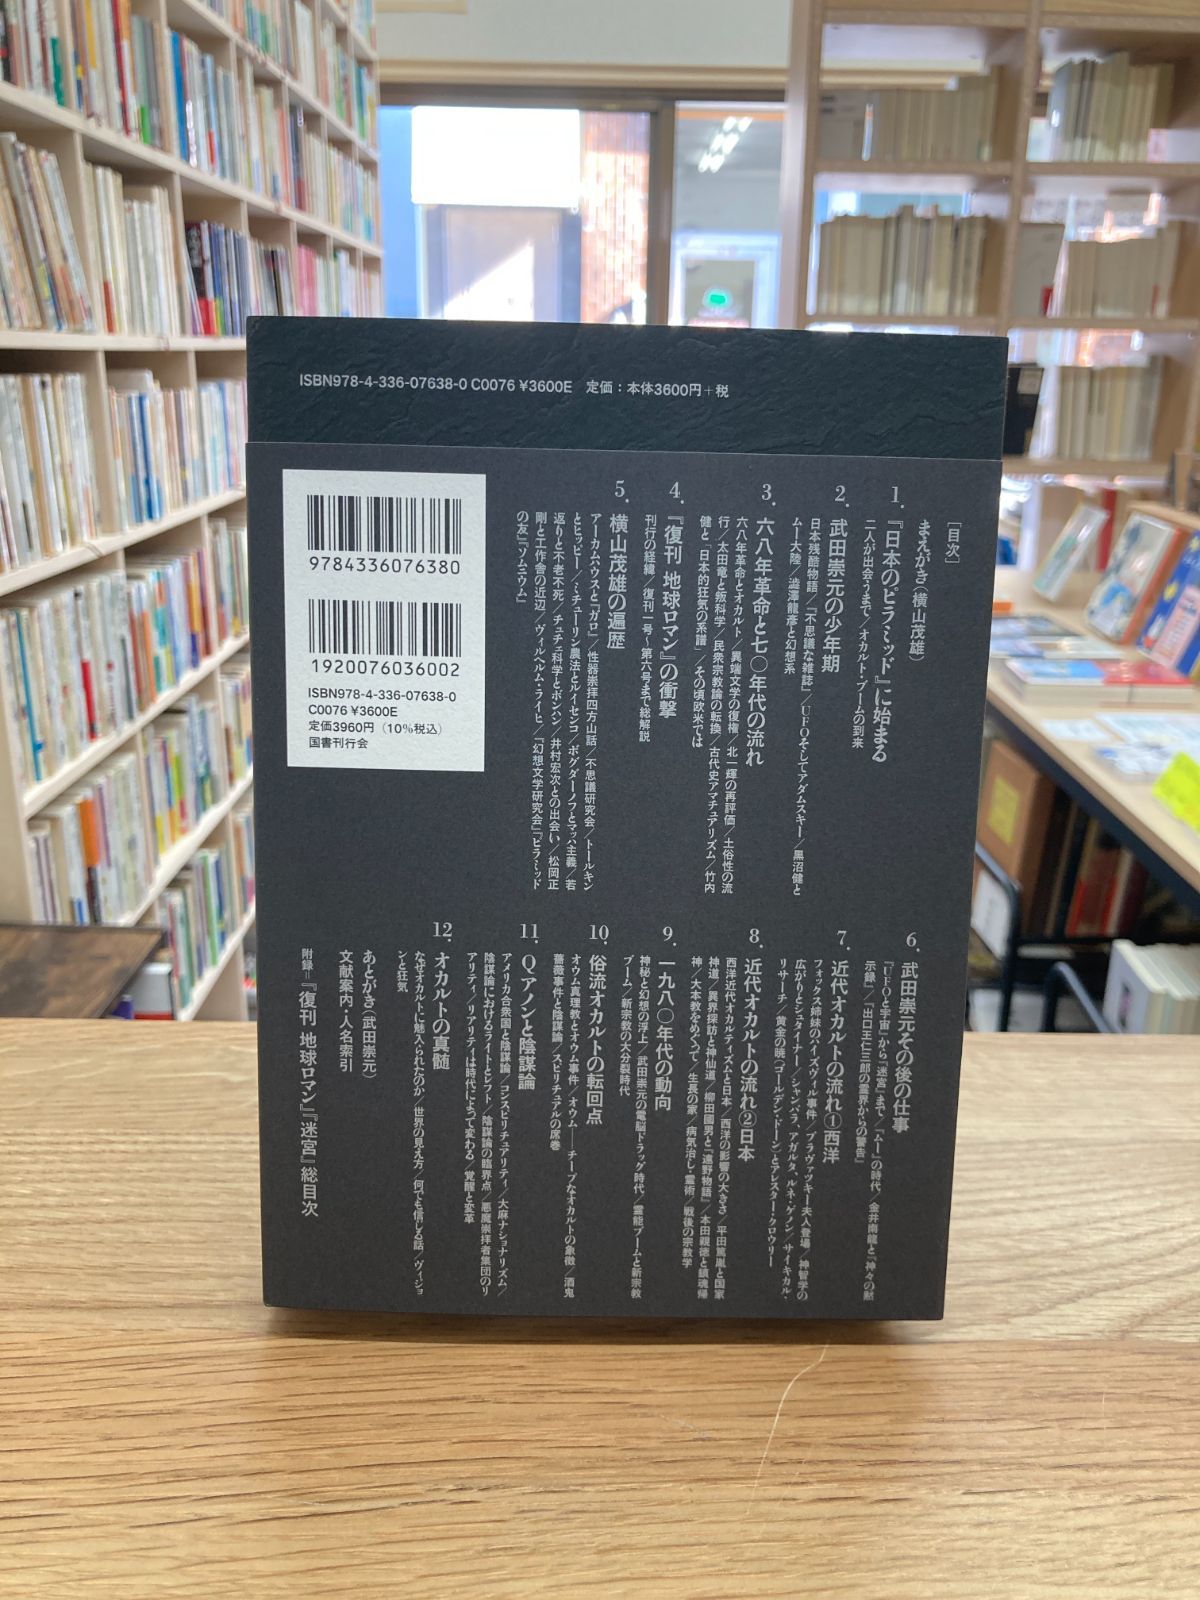 ISBN978-4-336-07638-0 C0076 ¥3600E 定価：本体3600円＋税
9784336076380
1920076036002
ISBN978-4-336-07638-0
C0076 ¥3600E
定価3960円（10%税込）
国書刊行会
［目次］
まえがき（横山茂雄）
1.『日本のピラミッド』に始まる
二人が出会うまで／オカルト・ブームの到来
2. 武田崇元の少年期
日本残酷物語／『不思議な雑誌』／UFOそしてアダムスキー／黒沼健と
ムー大陸／澁澤龍彥と幻想系
3. 六八年革命と七〇年代の流れ
六八年革命とオカルト／異端文学の復権／北一輝の再評価／土俗性の流
行／太田竜と叛科学／民衆宗教論の転換／古代史アマチュアリズム／竹内
健と「日本的狂気の系譜」／その頃欧米では
4.『復刊 地球ロマン』の衝撃
刊行の経緯／復刊一号〜第六号まで総解説
5. 横山茂雄の遍歴
アーカムハウスと『ガロ』／性器崇拝四方山話／不思議研究会／トールキン
とヒッピー／ミチューリン農法とルイセンコ／ボグダーノフとマッハ主義／若
返りと不老不死／チュチェ科学とボンバン／井村宏次との出会い／松岡正
剛と工作舎の近辺／ヴィルヘルム・ライヒ／『幻想文学研究会』『ピラミッド
の友』『ソムニウム』
6. 武田崇元その後の仕事
『UFOと宇宙』から『迷宮』まで／『ムー』の時代／金井南龍と『神々の黙
示録』／『出口王仁三郎の霊界からの警告』
7. 近代オカルトの流れ①西洋
フォックス姉妹のハイズヴィル事件／ブラヴァツキー夫人登場／神智学の
広がりとシュタイナー／シャンバラ、アガルタ、ルネ・ゲノン／サイキカル・
リサーチ／黄金の暁（ゴールデン・ドーン）とアレスター・クロウリー
8. 近代オカルトの流れ②日本
西洋近代オカルティズムと日本／西洋の影響の大きさ／平田篤胤と国家
神道／異界探訪と神仙道／柳田國男と『遠野物語』／本田親徳と鎮魂帰
神／大本教をめぐって／生長の家／病気治し・霊術／戦後の宗教学
9. 一九八〇年代の動向
神秘と幻想の浮上／武田崇元の電脳ドラッグ時代／霊能ブームと新宗教
ブーム／新宗教の大分裂時代
10. 俗流オカルトの転回点
オウム真理教とオウム事件／オウム――チープなオカルトの象徴／酒鬼
薔薇事件と陰謀論／スピリチュアルの席巻
11. Qアノンと陰謀論
アメリカ合衆国と陰謀論／コンスピリチュアリティ／大麻ナショナリズム／
陰謀論におけるライトとレフト／陰謀論の臨界点／悪魔崇拝者集団のリ
アリティ／リアリティは時代によって変わる／覚醒と変革
12. オカルトの真髄
なぜオカルトに魅入られたのか／世界の見え方／何でも信じる話／ヴィジョ
ンと狂気
あとがき（武田崇元）
文献案内・人名索引
附録＝『復刊 地球ロマン』『迷宮』総目次